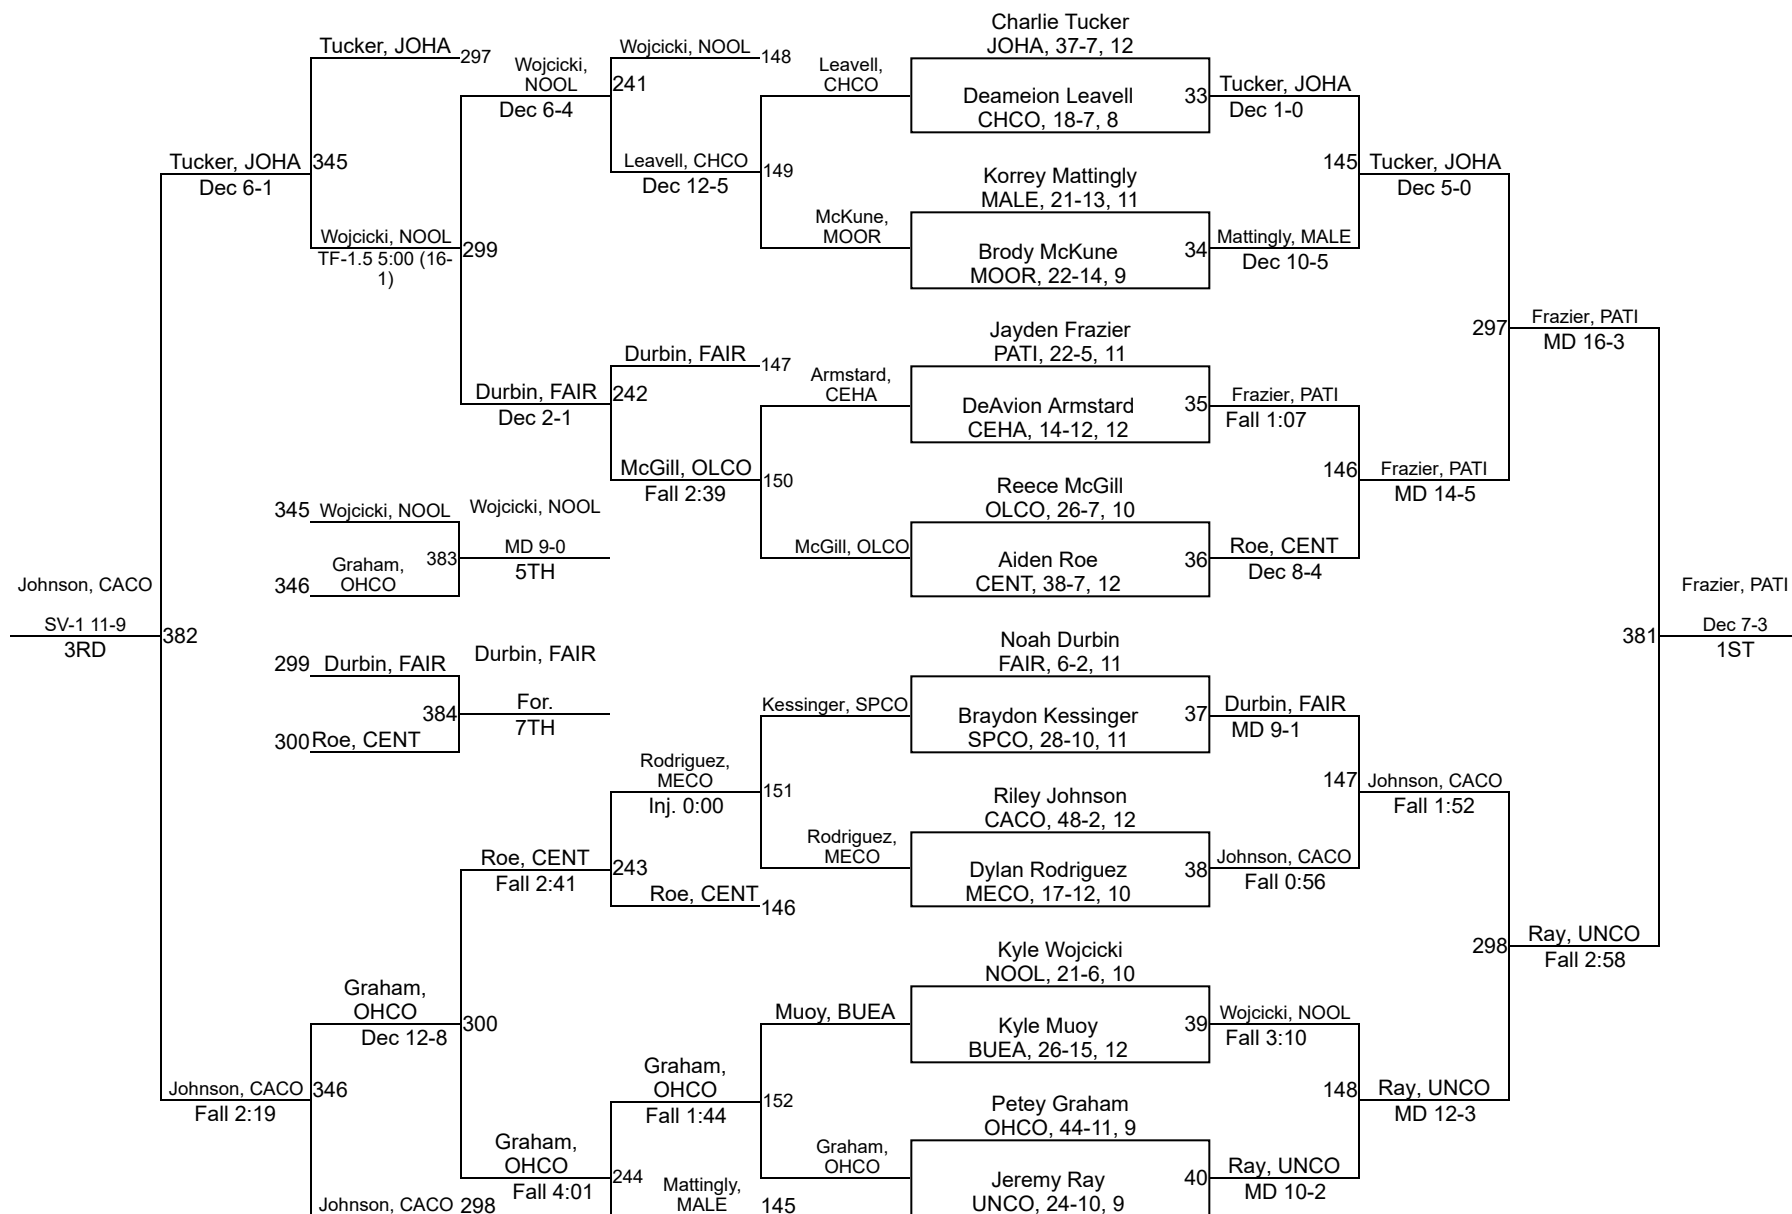 Charlie Tucker
JOHA, 37-7, 12
Deameion Leavell
CHCO, 18-7, 8
33
Korrey Mattingly
MALE, 21-13, 11
Brody McKune
MOOR, 22-14, 9
34
Jayden Frazier
PATI, 22-5, 11
DeAvion Armstard
CEHA, 14-12, 12
35
Reece McGill
OLCO, 26-7, 10
Aiden Roe
CENT, 38-7, 12
36
Noah Durbin
FAIR, 6-2, 11
Braydon Kessinger
SPCO, 28-10, 11
37
Riley Johnson
CACO, 48-2, 12
Dylan Rodriguez
MECO, 17-12, 10
38
Kyle Wojcicki
NOOL, 21-6, 10
Kyle Muoy
BUEA, 26-15, 12
39
Petey Graham
OHCO, 44-11, 9
Jeremy Ray
UNCO, 24-10, 9
40
Tucker, JOHA
Dec 1-0
145
Mattingly, MALE
Dec 10-5
Frazier, PATI
Fall 1:07
146
Roe, CENT
Dec 8-4
Durbin, FAIR
MD 9-1
147
Johnson, CACO
Fall 0:56
Wojcicki, NOOL
Fall 3:10
148
Ray, UNCO
MD 10-2
Tucker, JOHA
Dec 5-0
297
Frazier, PATI
MD 14-5
Johnson, CACO
Fall 1:52
298
Ray, UNCO
MD 12-3
Frazier, PATI
MD 16-3
381
Ray, UNCO
Fall 2:58
Frazier, PATI
Dec 7-3
1ST
Leavell,
CHCO
149
McKune,
MOOR
Armstard,
CEHA
150
McGill, OLCO
Kessinger, SPCO
151
Rodriguez,
MECO
Muoy, BUEA
152
Graham,
OHCO
Wojcicki, NOOL
148
241
Leavell, CHCO
Dec 12-5
Durbin, FAIR
147
242
McGill, OLCO
Fall 2:39
Rodriguez,
MECO
Inj. 0:00
243
Roe, CENT
146
Graham,
OHCO
Fall 1:44
244
Mattingly,
MALE
145
Wojcicki,
NOOL
Dec 6-4
299
Durbin, FAIR
Dec 2-1
Roe, CENT
Fall 2:41
300
Graham,
OHCO
Fall 4:01
Tucker, JOHA
297
345
Wojcicki, NOOL
TF-1.5 5:00 (16-
1)
Graham,
OHCO
Dec 12-8
346
Johnson, CACO
298
Tucker, JOHA
Dec 6-1
382
Johnson, CACO
Fall 2:19
Johnson, CACO
SV-1 11-9
3RD
345
Wojcicki, NOOL
383
346
Graham,
OHCO
Wojcicki, NOOL
MD 9-0
5TH
299
Durbin, FAIR
384
300
Roe, CENT
Durbin, FAIR
For.
7TH